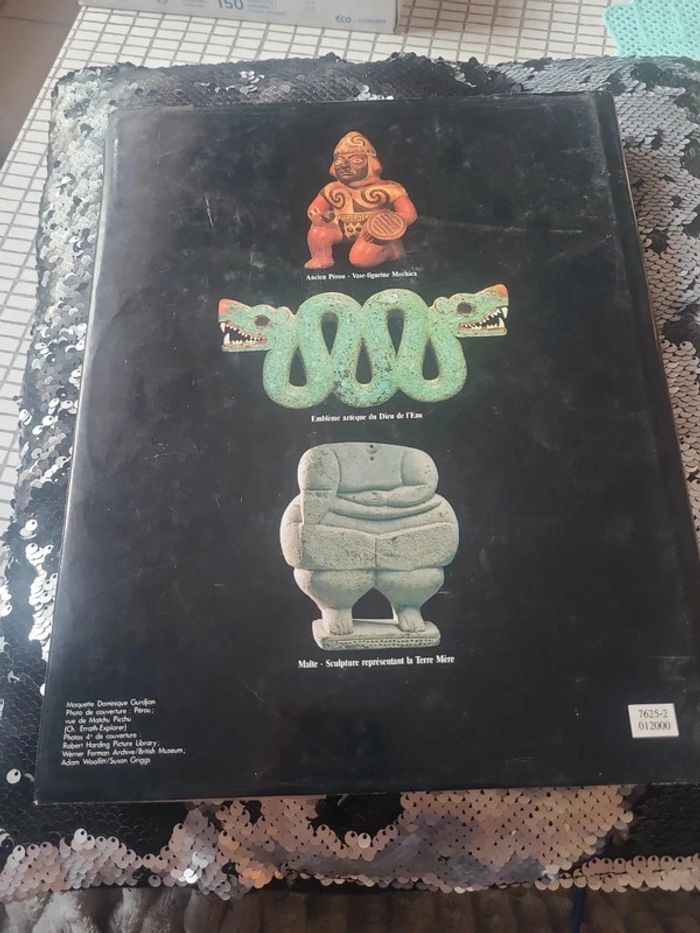 150
éco
Ancien Pérou - Vase-figurine Mochica
Emblème aztèque du Dieu de l'Eau
Malte - Sculpture représentant la Terre Mère
Maquette Dominique Gurdjian
Photo de couverture : Pérou ;
vue de Matchu Picchu
(Ch. Errath-Explorer)
Photos 4e de couverture :
Robert Harding Picture Library ;
Werner Forman Archive/British Museum ;
Adam Woolfitt/Susan Griggs
7625-2
012000